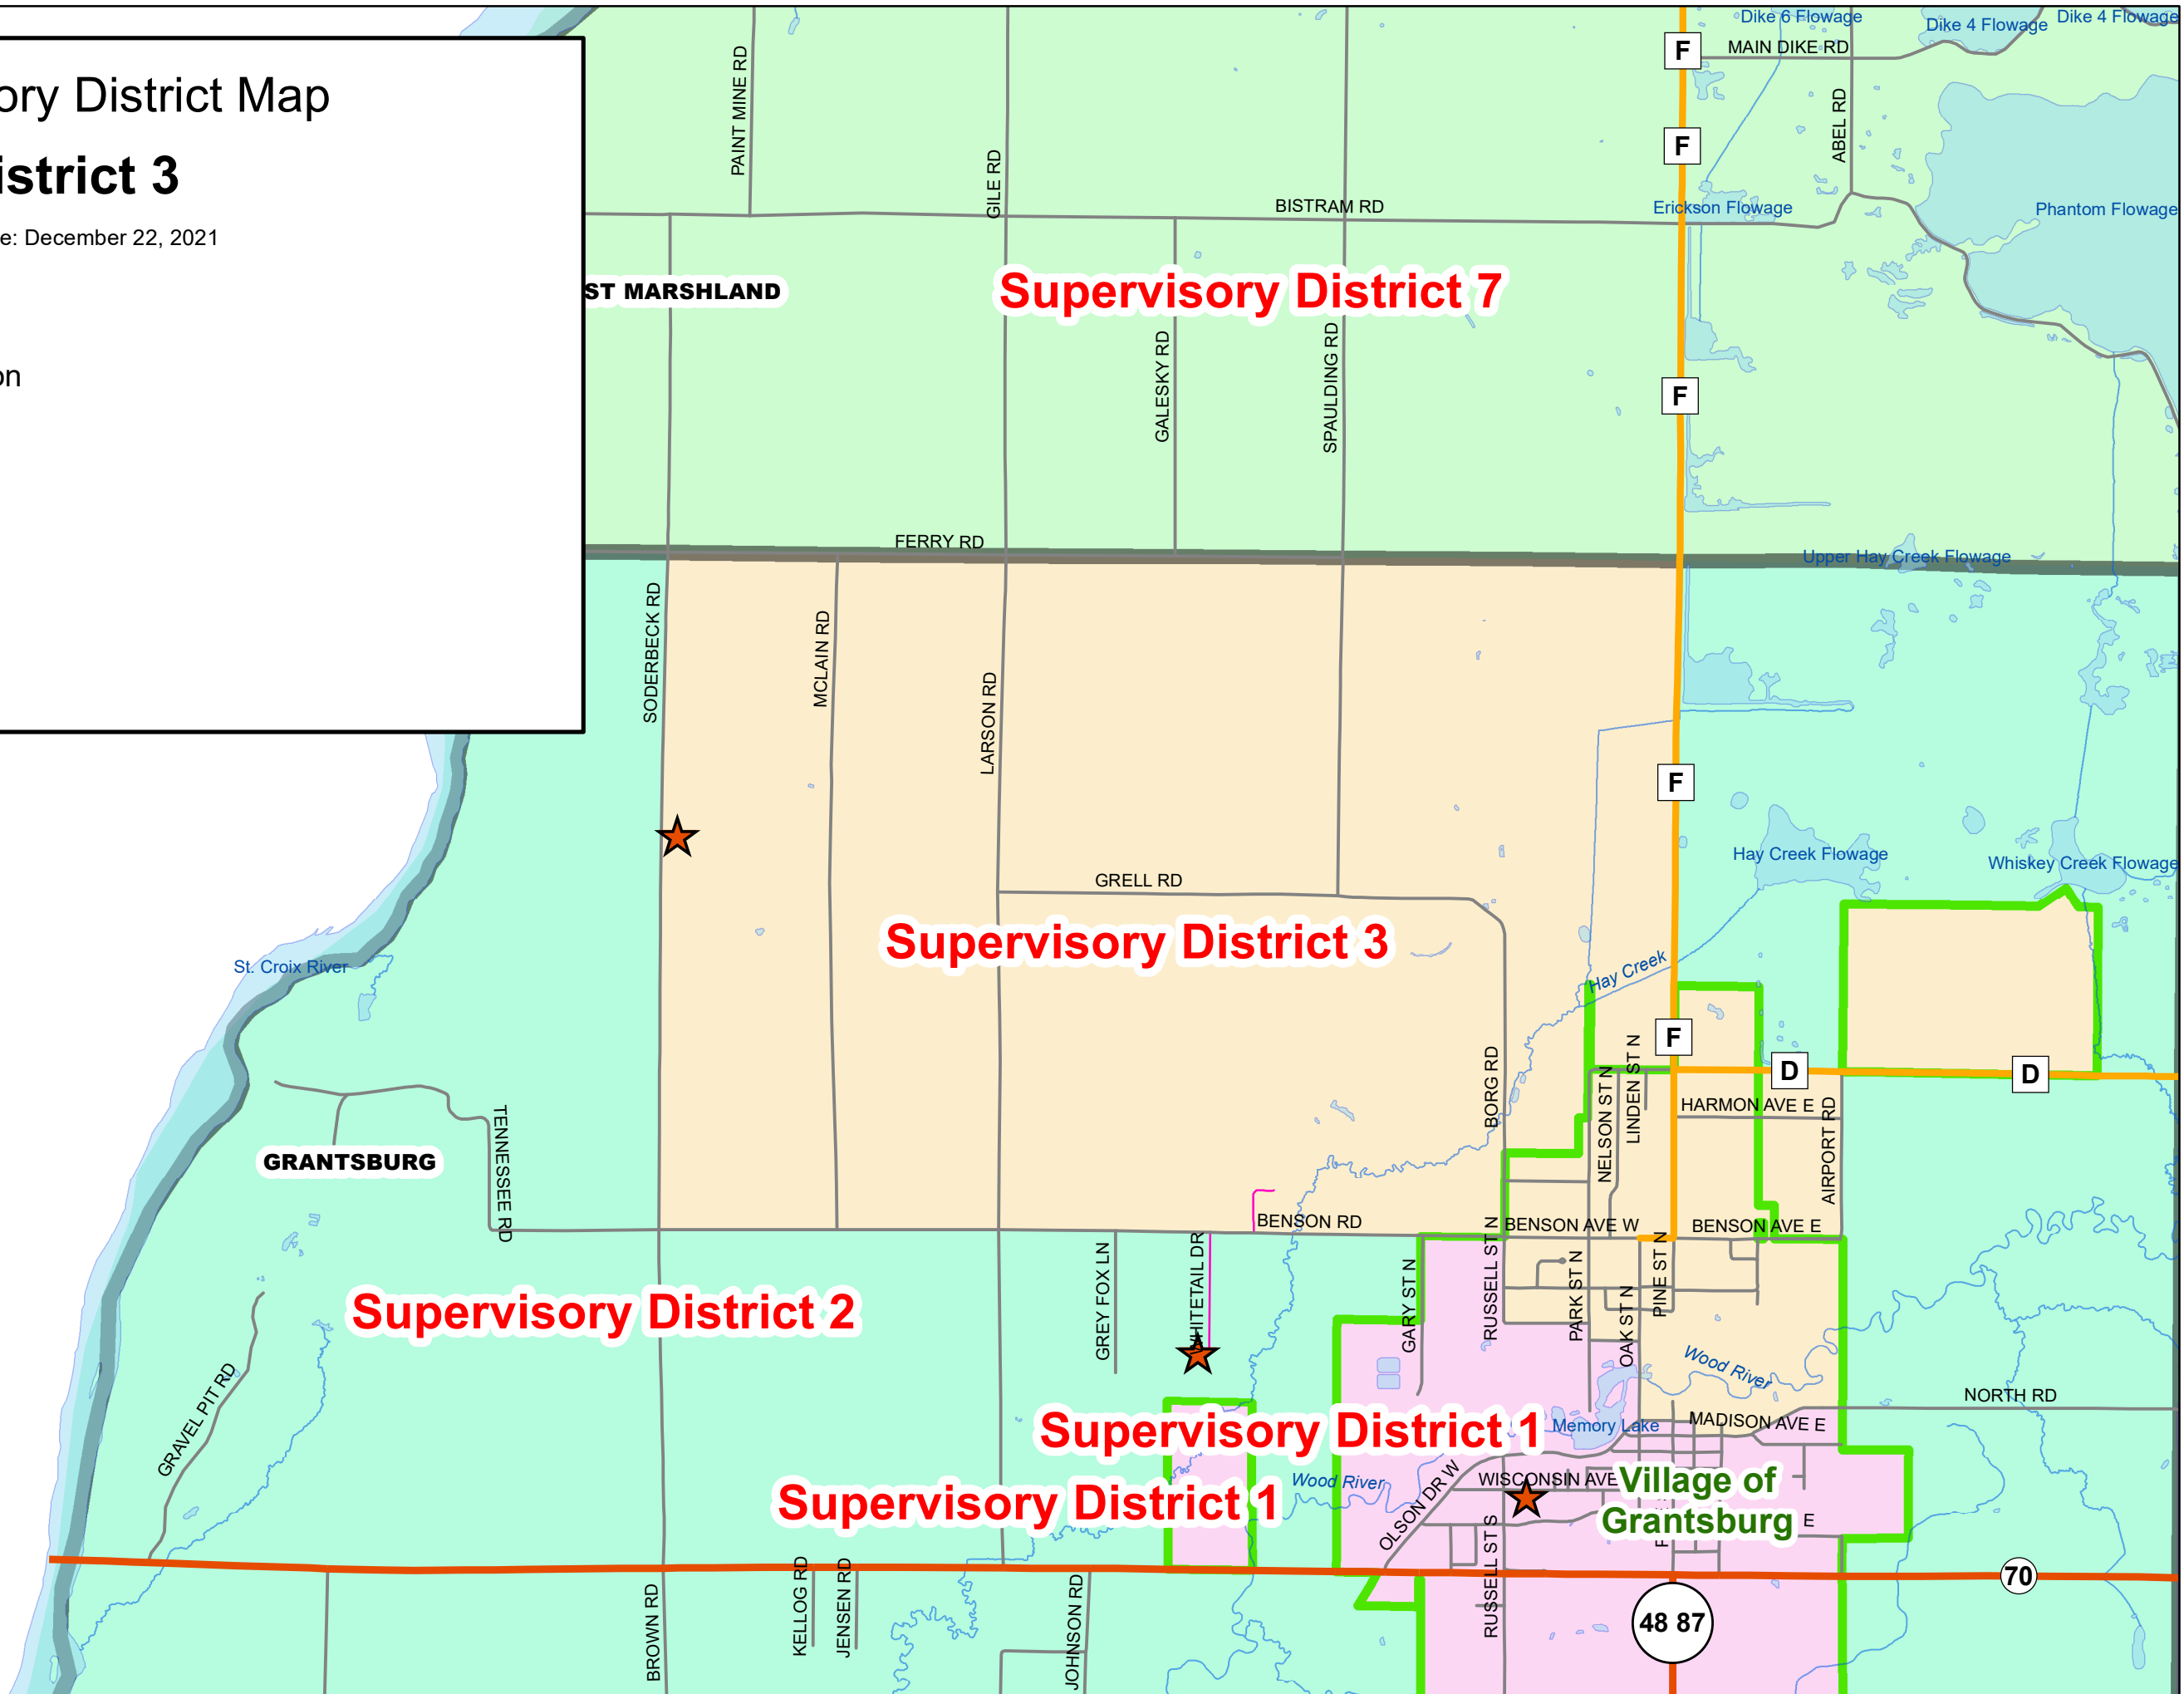 ory District Map
istrict 3
e: December 22, 2021
on
Dike 6 Flowage
Dike 4 Flowage
Dike 4 Flowage
F
MAIN DIKE RD
PAINT MINE RD
ABEL RD
F
GILE RD
BISTRAM RD
Erickson Flowage
Phantom Flowage
ST MARSHLAND
Supervisory District 7
GALESKY RD
SPAULDING RD
F
FERRY RD
Upper Hay Creek Flowage
SODERBECK RD
MCLAIN RD
LARSON RD
F
Hay Creek Flowage
Whiskey Creek Flowage
GRELL RD
Supervisory District 3
St. Croix River
Hay Creek
F
D
D
BORG RD
NELSON ST N
LINDEN ST N
HARMON AVE E
AIRPORT RD
TENNESSEE RD
GRANTSBURG
BENSON RD
BENSON AVE W
BENSON AVE E
GREY FOX LN
WHITETAIL DR
GARY ST N
RUSSELL ST N
PARK ST N
OAK ST N
PINE ST N
Supervisory District 2
Wood River
GRAVEL PIT RD
NORTH RD
Supervisory District 1
Memory Lake
MADISON AVE E
Supervisory District 1
Wood River
OLSON DR W
WISCONSIN AVE
Village of
Grantsburg
E
RUSSELL ST S
70
BROWN RD
KELLOG RD
JENSEN RD
JOHNSON RD
48 87